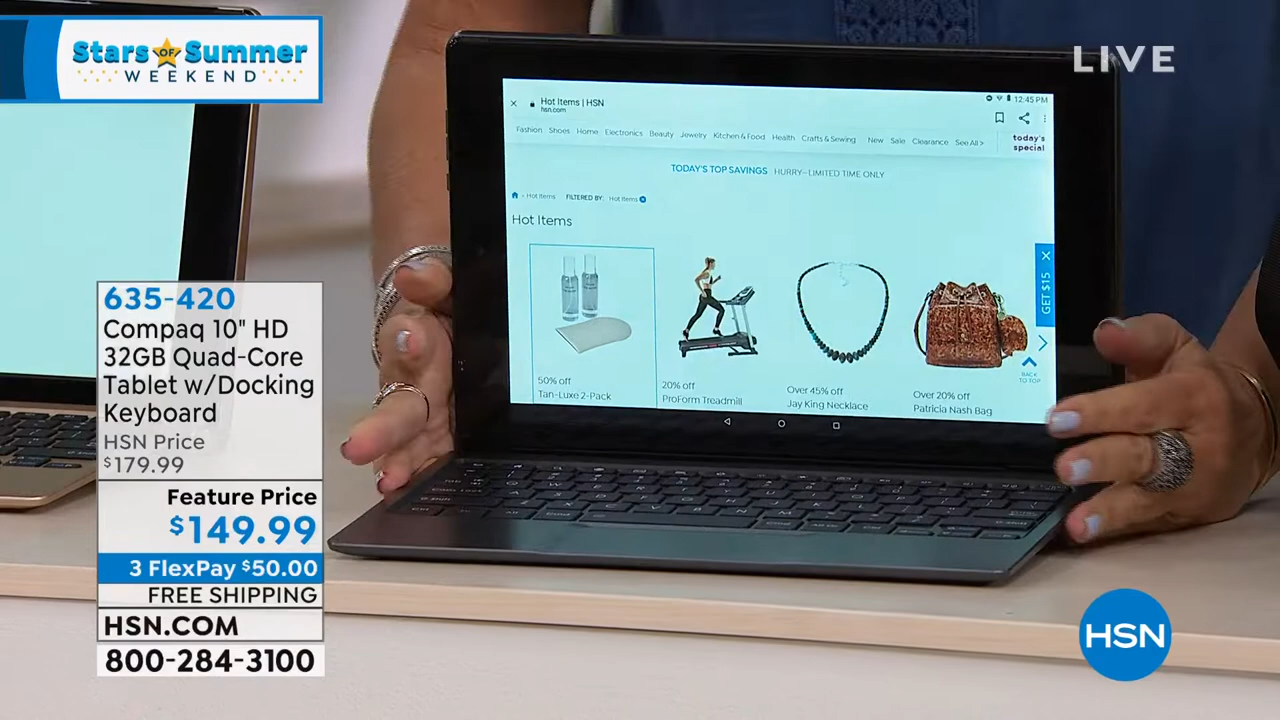 Stars OF Summer
WEEKEND
LIVE
Hot Items | HSN
hsn.com
12:45 PM
Fashion Shoes Home Electronics Beauty Jewelry Kitchen & Food Health Crafts & Sewing New Sale Clearance See All >
today's
special
TODAY'S TOP SAVINGS HURRY–LIMITED TIME ONLY
> Hot Items FILTERED BY: Hot Items
Hot Items
GET $15
BACK
TO TOP
50% off
Tan-Luxe 2-Pack
20% off
ProForm Treadmill
Over 45% off
Jay King Necklace
Over 20% off
Patricia Nash Bag
635-420
Compaq 10" HD
32GB Quad-Core
Tablet w/Docking
Keyboard
HSN Price
$179.99
Feature Price
$149.99
3 FlexPay $50.00
FREE SHIPPING
HSN.COM
800-284-3100
HSN